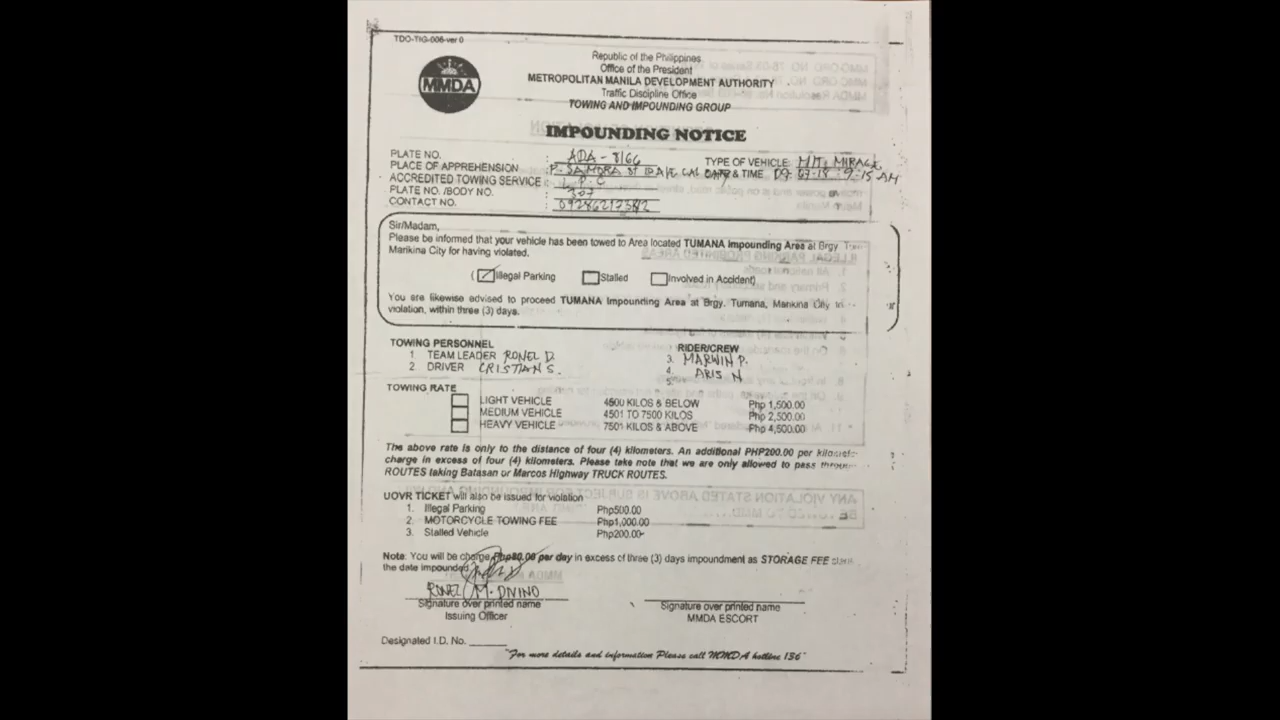 TDO-TIG-006-ver 0
MMDA
Republic of the Philippines
Office of the President
METROPOLITAN MANILA DEVELOPMENT AUTHORITY
Traffic Discipline Office
TOWING AND IMPOUNDING GROUP
IMPOUNDING NOTICE
PLATE NO. : ADA - 8166
TYPE OF VEHICLE: MIT. MIRAGE
PLACE OF APPREHENSION : P. SAMORA ST
DATE & TIME 09-07-18 : 9:15 AM
ACCREDITED TOWING SERVICE : L.P.C
PLATE NO. /BODY NO. : 307
CONTACT NO. :
Sir/Madam,
Please be informed that your vehicle has been towed to Area located TUMANA Impounding Area at Brgy.
Marikina City for having violated.
( Illegal Parking Stalled Involved in Accident)
You are likewise advised to proceed TUMANA Impounding Area at Brgy. Tumana, Marikina City
violation, within three (3) days.
TOWING PERSONNEL
1. TEAM LEADER RONEL D.
2. DRIVER CRISTIAN S.
RIDER/CREW
3. MARWIN P.
4. ARIS N
5.
TOWING RATE
LIGHT VEHICLE 4500 KILOS & BELOW Php 1,500.00
MEDIUM VEHICLE 4501 TO 7500 KILOS Php 2,500.00
HEAVY VEHICLE 7501 KILOS & ABOVE Php 4,500.00
The above rate is only to the distance of four (4) kilometers. An additional PHP200.00 per
charge in excess of four (4) kilometers. Please take note that we are only allowed to pass
ROUTES taking Batasan or Marcos Highway TRUCK ROUTES.
UOVR TICKET will also be issued for violation
1. Illegal Parking Php500.00
2. MOTORCYCLE TOWING FEE Php1,000.00
3. Stalled Vehicle Php200.00
Note: You will be charge per day in excess of three (3) days impoundment as STORAGE FEE
the date impounded
RONEL M. DIVINO
Signature over printed name
Issuing Officer
Signature over printed name
MMDA ESCORT
Designated I.D. No.
"For more details and information Please call MMDA hotline 136"